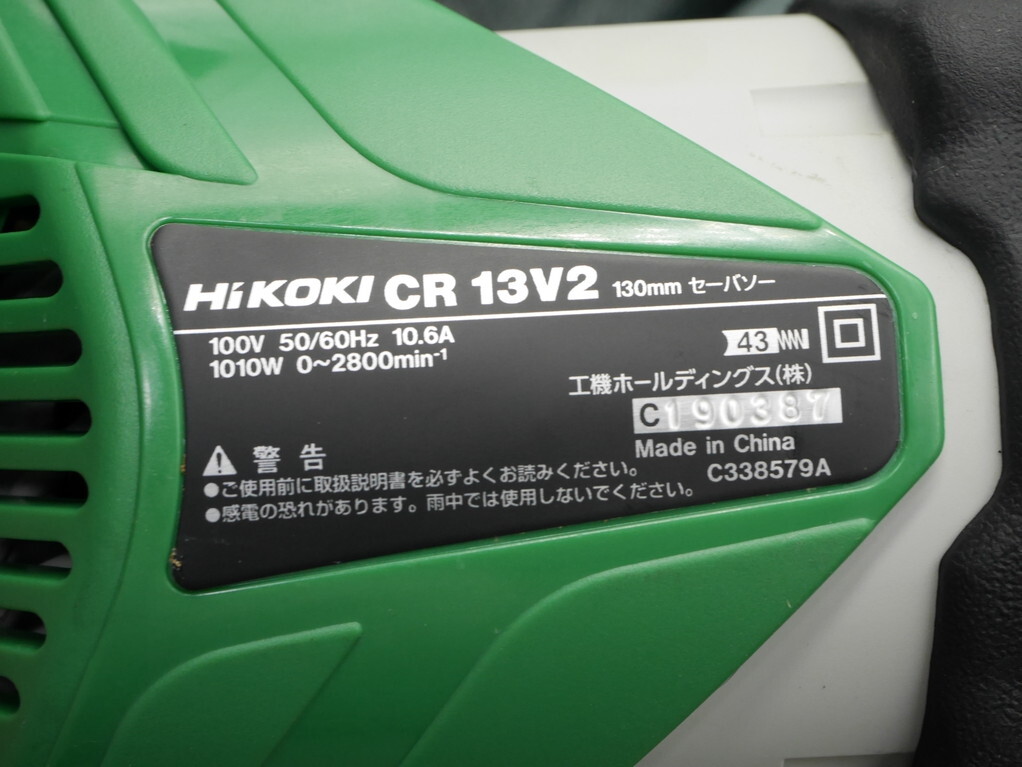 HiKOKI CR 13V2 130mm セーバソー
100V 50/60Hz 10.6A
1010W 0～2800min-1
43
工機ホールディングス(株)
C190387
Made in China
C338579A
警告
●ご使用前に取扱説明書を必ずよくお読みください。
●感電の恐れがあります。雨中では使用しないでください。